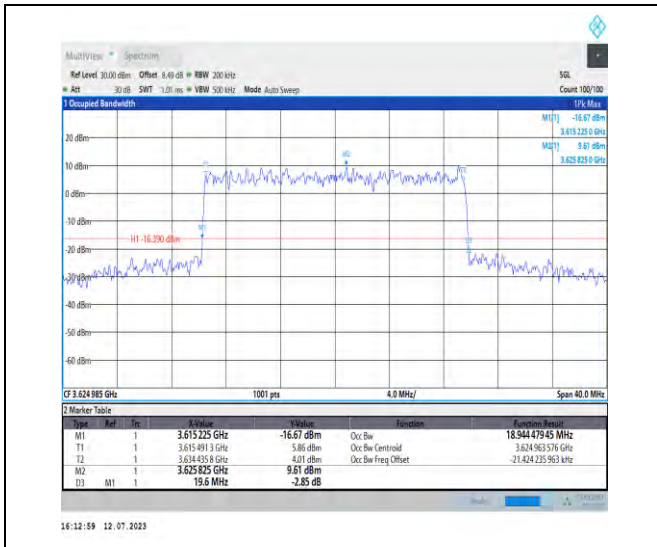 MultiView Spectrum
Ref Level 30.00 dBm Offset 8.49 dB RBW 200 kHz SGL
Att 30 dB SWT 1.01 ms VBW 500 kHz Mode Auto Sweep Count 100/100
1 Occupied Bandwidth 1Pk Max
M1[1] -16.67 dBm
3.615 225 0 GHz
M2[1] 9.61 dBm
3.625 825 0 GHz
20 dBm
10 dBm
0 dBm
-10 dBm
-20 dBm
-30 dBm
-40 dBm
-50 dBm
-60 dBm
M2
T1
T2
M1
H1 -16.390 dBm
D3
CF 3.624 985 GHz 1001 pts 4.0 MHz/ Span 40.0 MHz
2 Marker Table
Type Ref Trc X-Value Y-Value Function Function Result
M1 1 3.615 225 GHz -16.67 dBm Occ Bw 18.944 479 45 MHz
T1 1 3.615 491 3 GHz 5.86 dBm Occ Bw Centroid 3.624 963 576 GHz
T2 1 3.634 435 8 GHz 4.01 dBm Occ Bw Freq Offset -21.424 235 963 kHz
M2 1 3.625 825 GHz 9.61 dBm
D3 M1 1 19.6 MHz -2.85 dB
16:12:59 12.07.2023